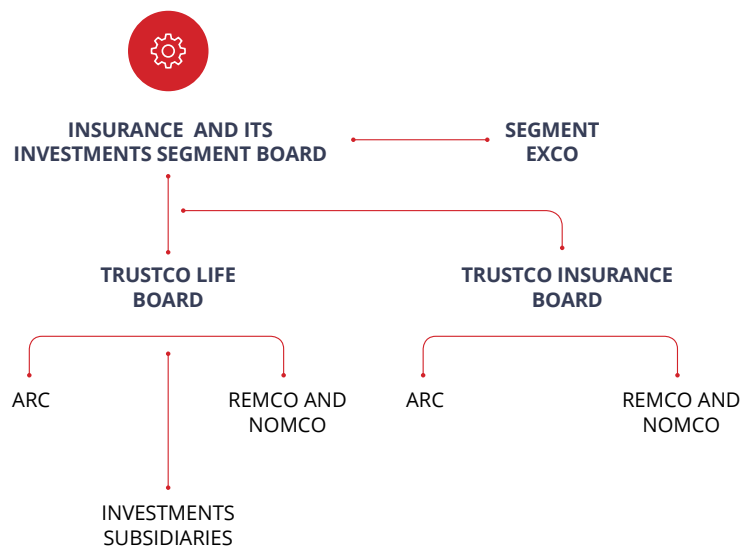 INSURANCE AND ITS
INVESTMENTS SEGMENT BOARD
SEGMENT
EXCO
TRUSTCO LIFE
BOARD
TRUSTCO INSURANCE
BOARD
ARC
REMCO AND
NOMCO
ARC
REMCO AND
NOMCO
INVESTMENTS
SUBSIDIARIES